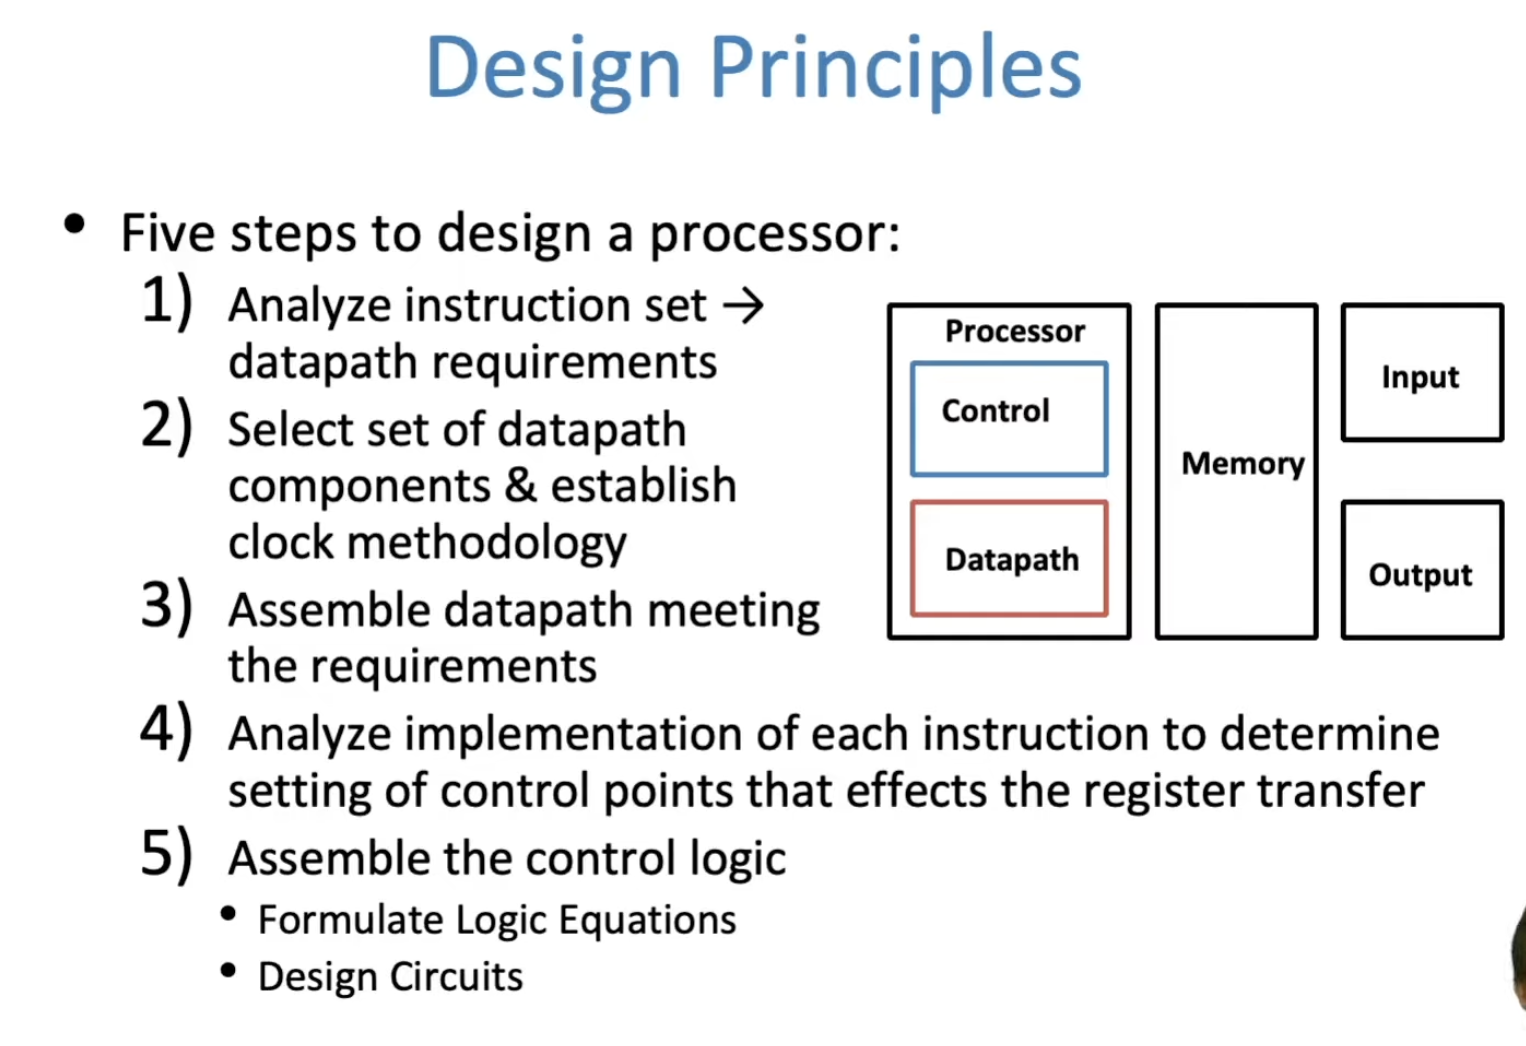 Design Principles
• Five steps to design a processor:
1) Analyze instruction set →
datapath requirements
2) Select set of datapath
components & establish
clock methodology
3) Assemble datapath meeting
the requirements
4) Analyze implementation of each instruction to determine
setting of control points that effects the register transfer
5) Assemble the control logic
• Formulate Logic Equations
• Design Circuits
Processor
Control
Datapath
Memory
Input
Output